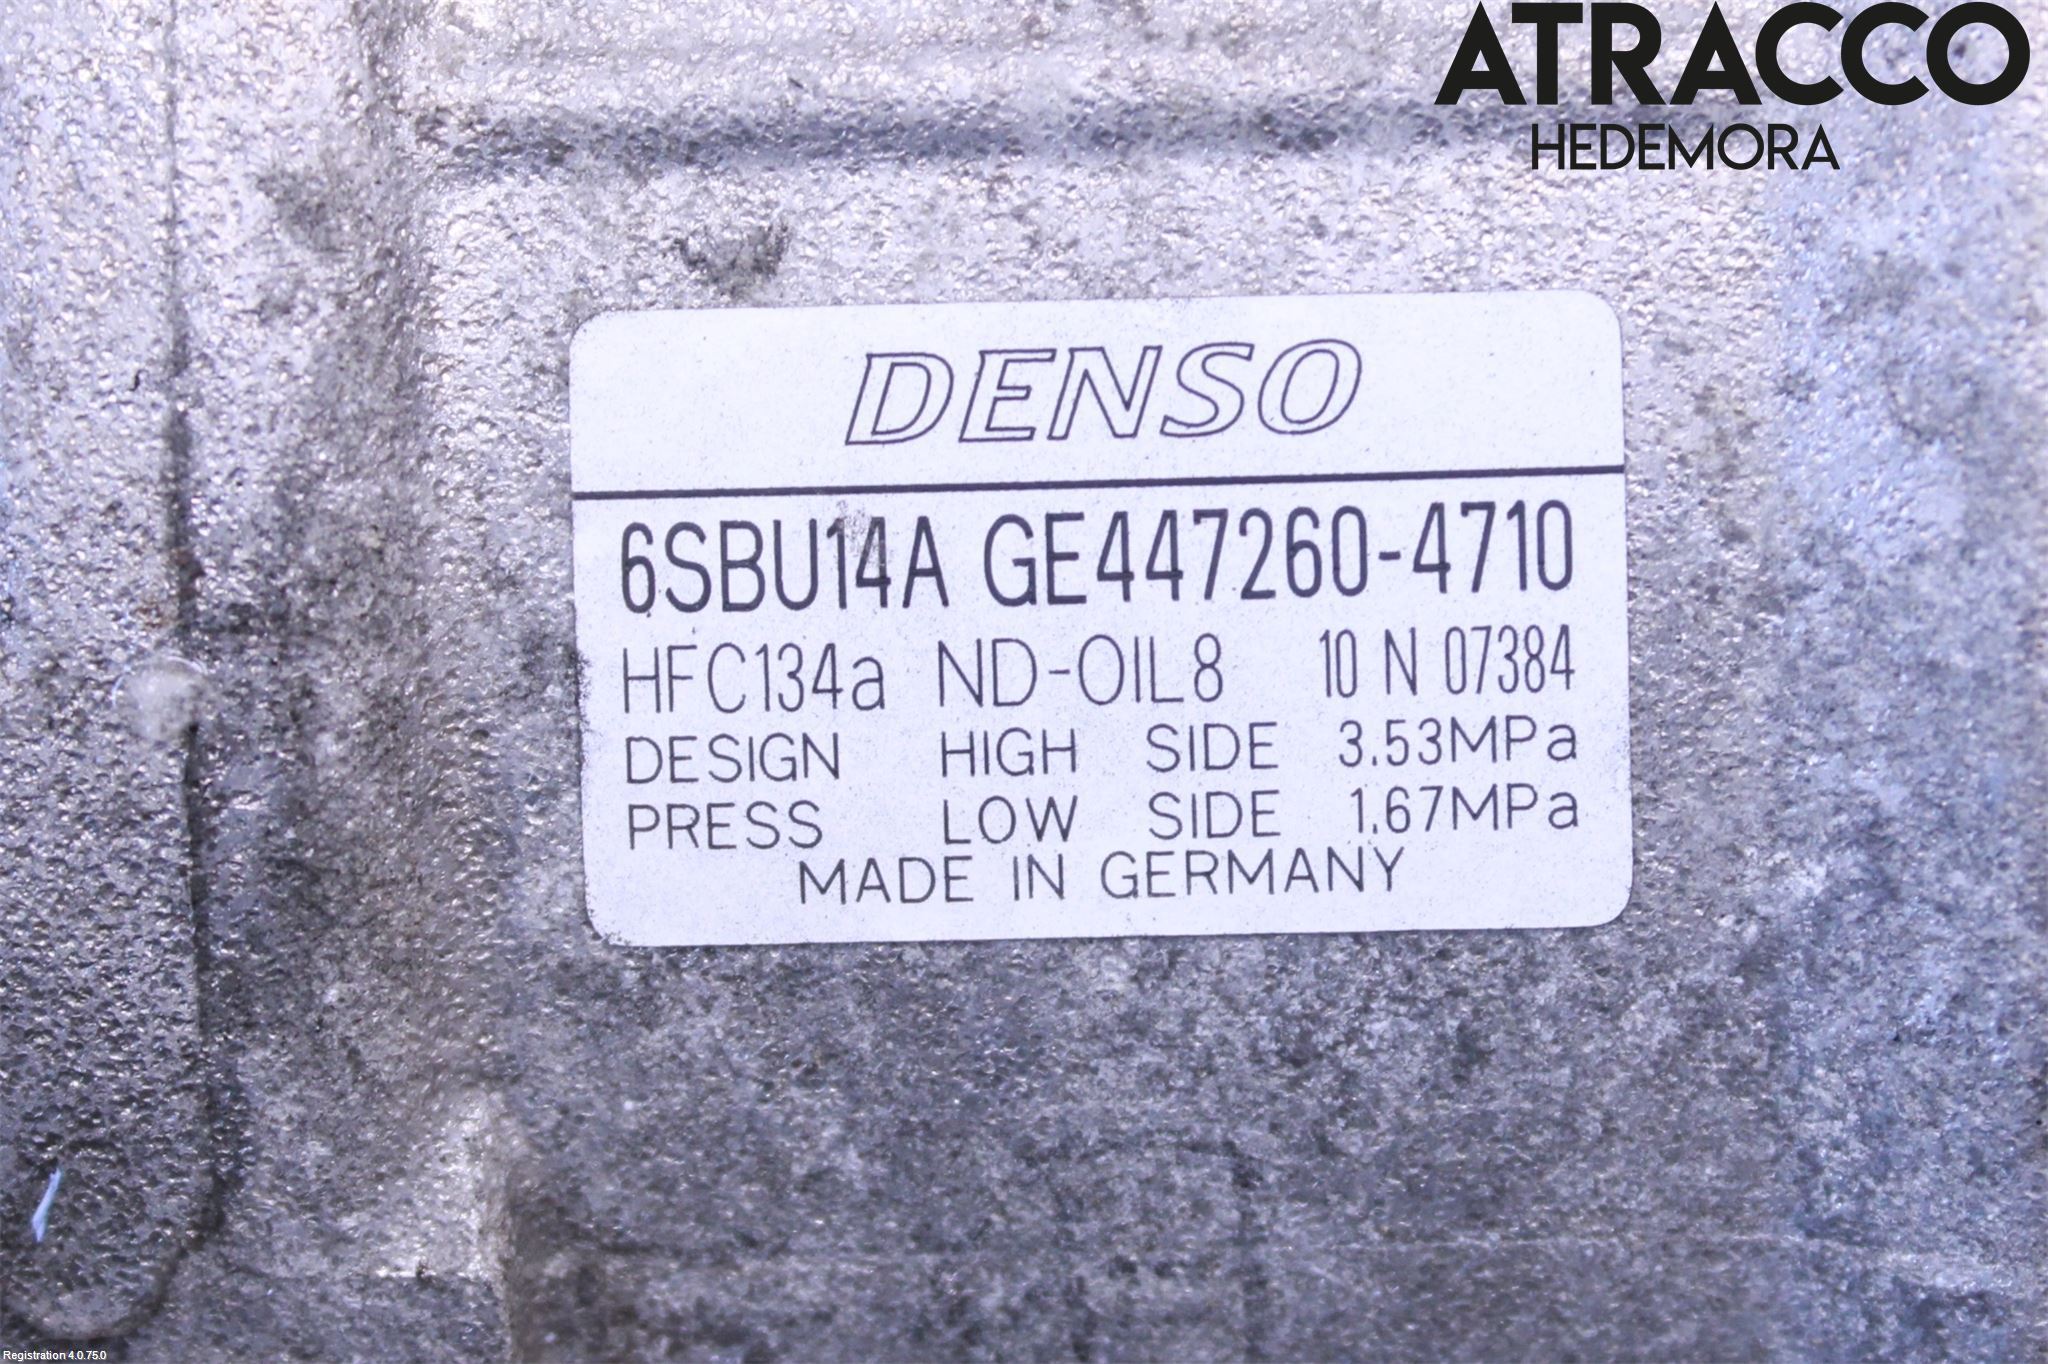 ATRACCO
HEDEMORA
DENSO
6SBU14A GE447260-4710
HFC134a ND-OIL8 10 N 07384
DESIGN HIGH SIDE 3.53MPa
PRESS LOW SIDE 1.67MPa
MADE IN GERMANY
Registration 4.0.75.0